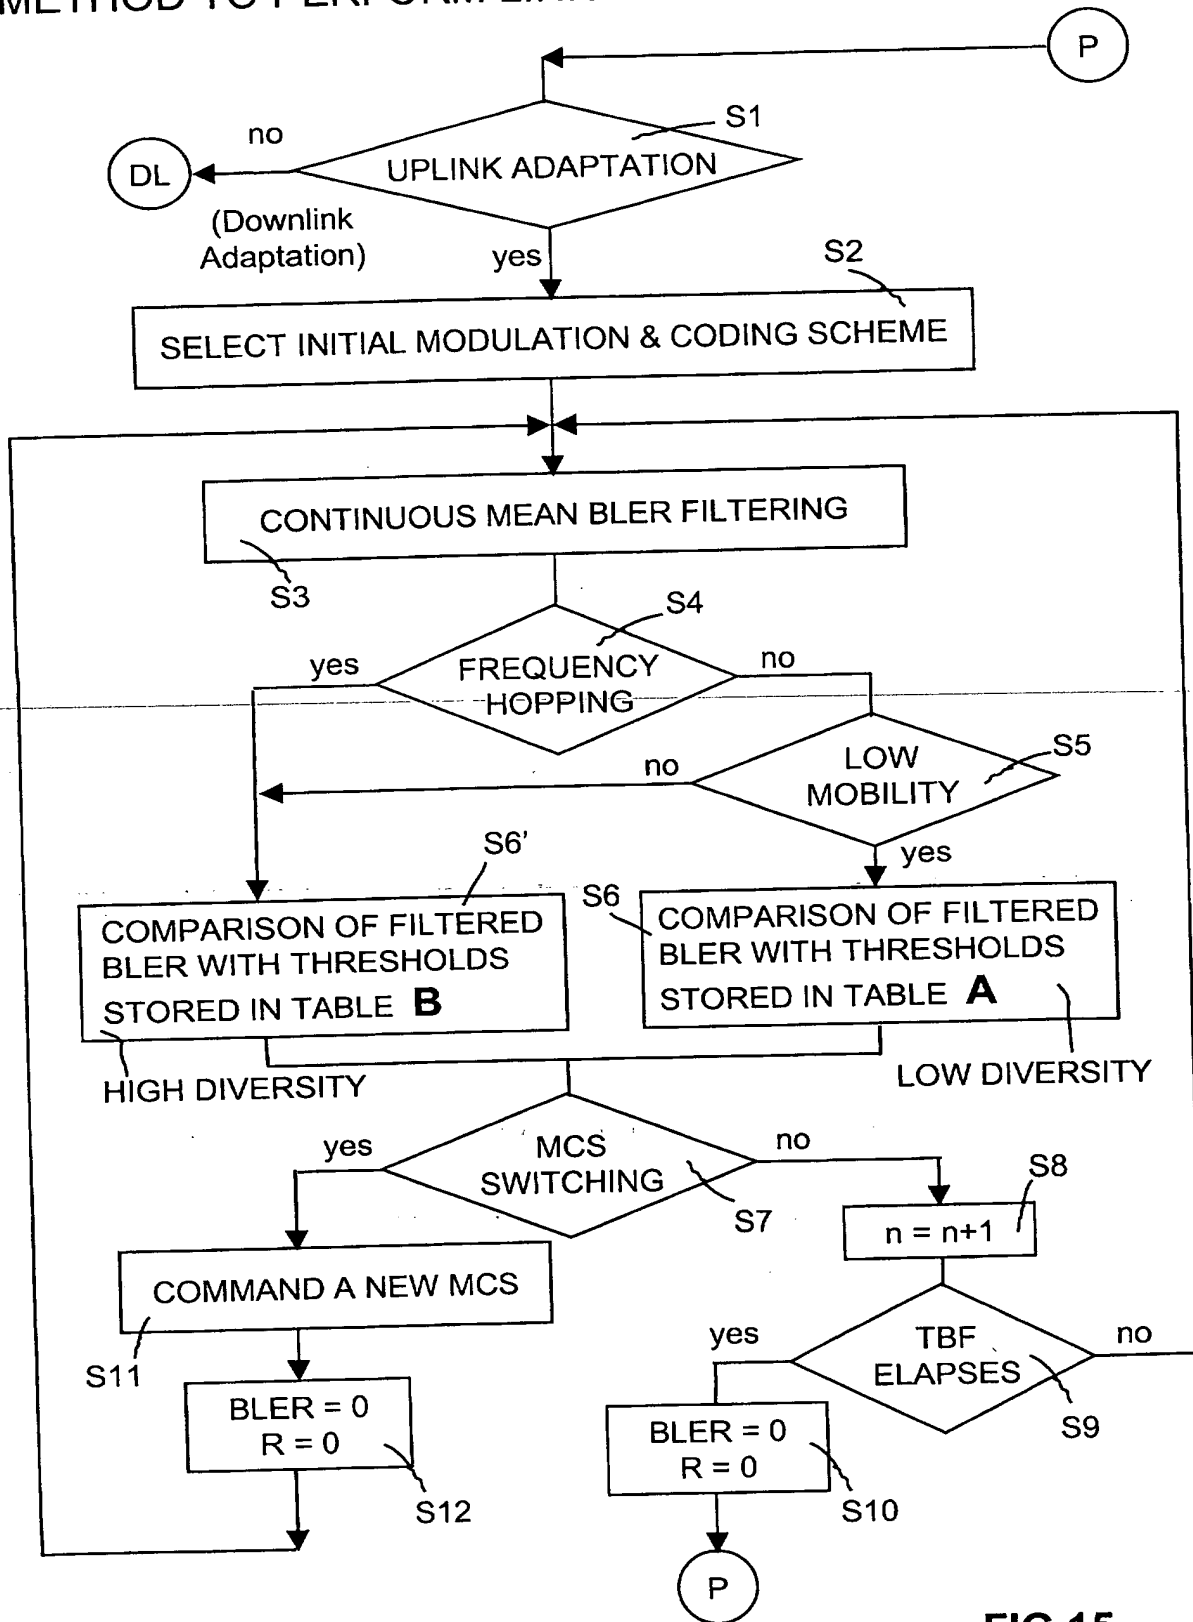 P
S1
no
UPLINK ADAPTATION
DL
(Downlink
Adaptation)
yes
S2
SELECT INITIAL MODULATION & CODING SCHEME
CONTINUOUS MEAN BLER FILTERING
S3
S4
yes
FREQUENCY
HOPPING
no
S5
LOW
MOBILITY
no
yes
S6'
S6
COMPARISON OF FILTERED
BLER WITH THRESHOLDS
STORED IN TABLE B
COMPARISON OF FILTERED
BLER WITH THRESHOLDS
STORED IN TABLE A
HIGH DIVERSITY
LOW DIVERSITY
yes
MCS
SWITCHING
no
S7
S8
n = n+1
COMMAND A NEW MCS
S11
yes
TBF
ELAPSES
no
S9
BLER = 0
R = 0
S12
BLER = 0
R = 0
S10
P